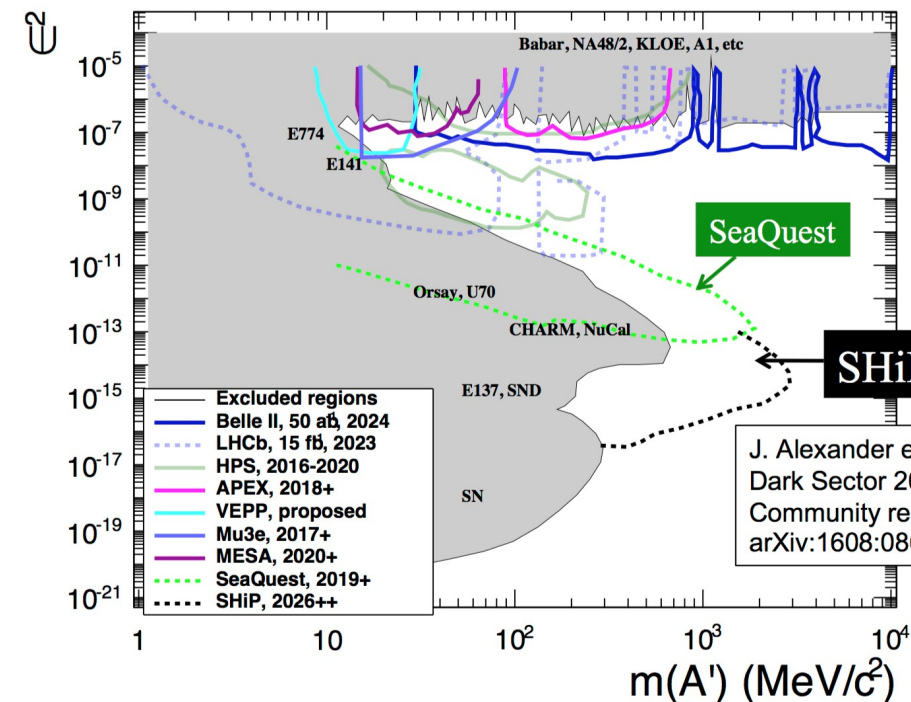 ϵ²
10⁻⁵
10⁻⁷
10⁻⁹
10⁻¹¹
10⁻¹³
10⁻¹⁵
10⁻¹⁷
10⁻¹⁹
10⁻²¹
Babar, NA48/2, KLOE, A1, etc
E774
E141
SeaQuest
Orsay, U70
CHARM, NuCal
SHiP
E137, SND
SN
Excluded regions
Belle II, 50 ab⁻¹, 2024
LHCb, 15 fb⁻¹, 2023
HPS, 2016-2020
APEX, 2018+
VEPP, proposed
Mu3e, 2017+
MESA, 2020+
SeaQuest, 2019+
SHiP, 2026++
J. Alexander e
Dark Sector 20
Community re
arXiv:1608:08
1 10 10² 10³ 10⁴
m(A') (MeV/c²)